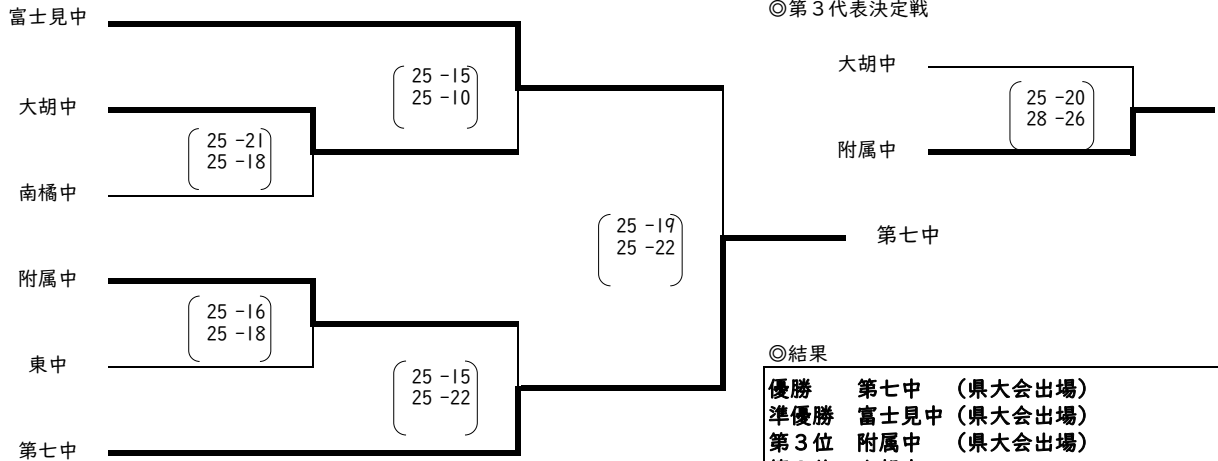 富士見中
25 -15
25 -10
大胡中
25 -21
25 -18
南橘中
25 -19
25 -22
第七中
附属中
25 -16
25 -18
東中
25 -15
25 -22
第七中
◎第3代表決定戦
大胡中
25 -20
28 -26
附属中
◎結果
優勝 第七中 (県大会出場)
準優勝 富士見中 (県大会出場)
第3位 附属中 (県大会出場)